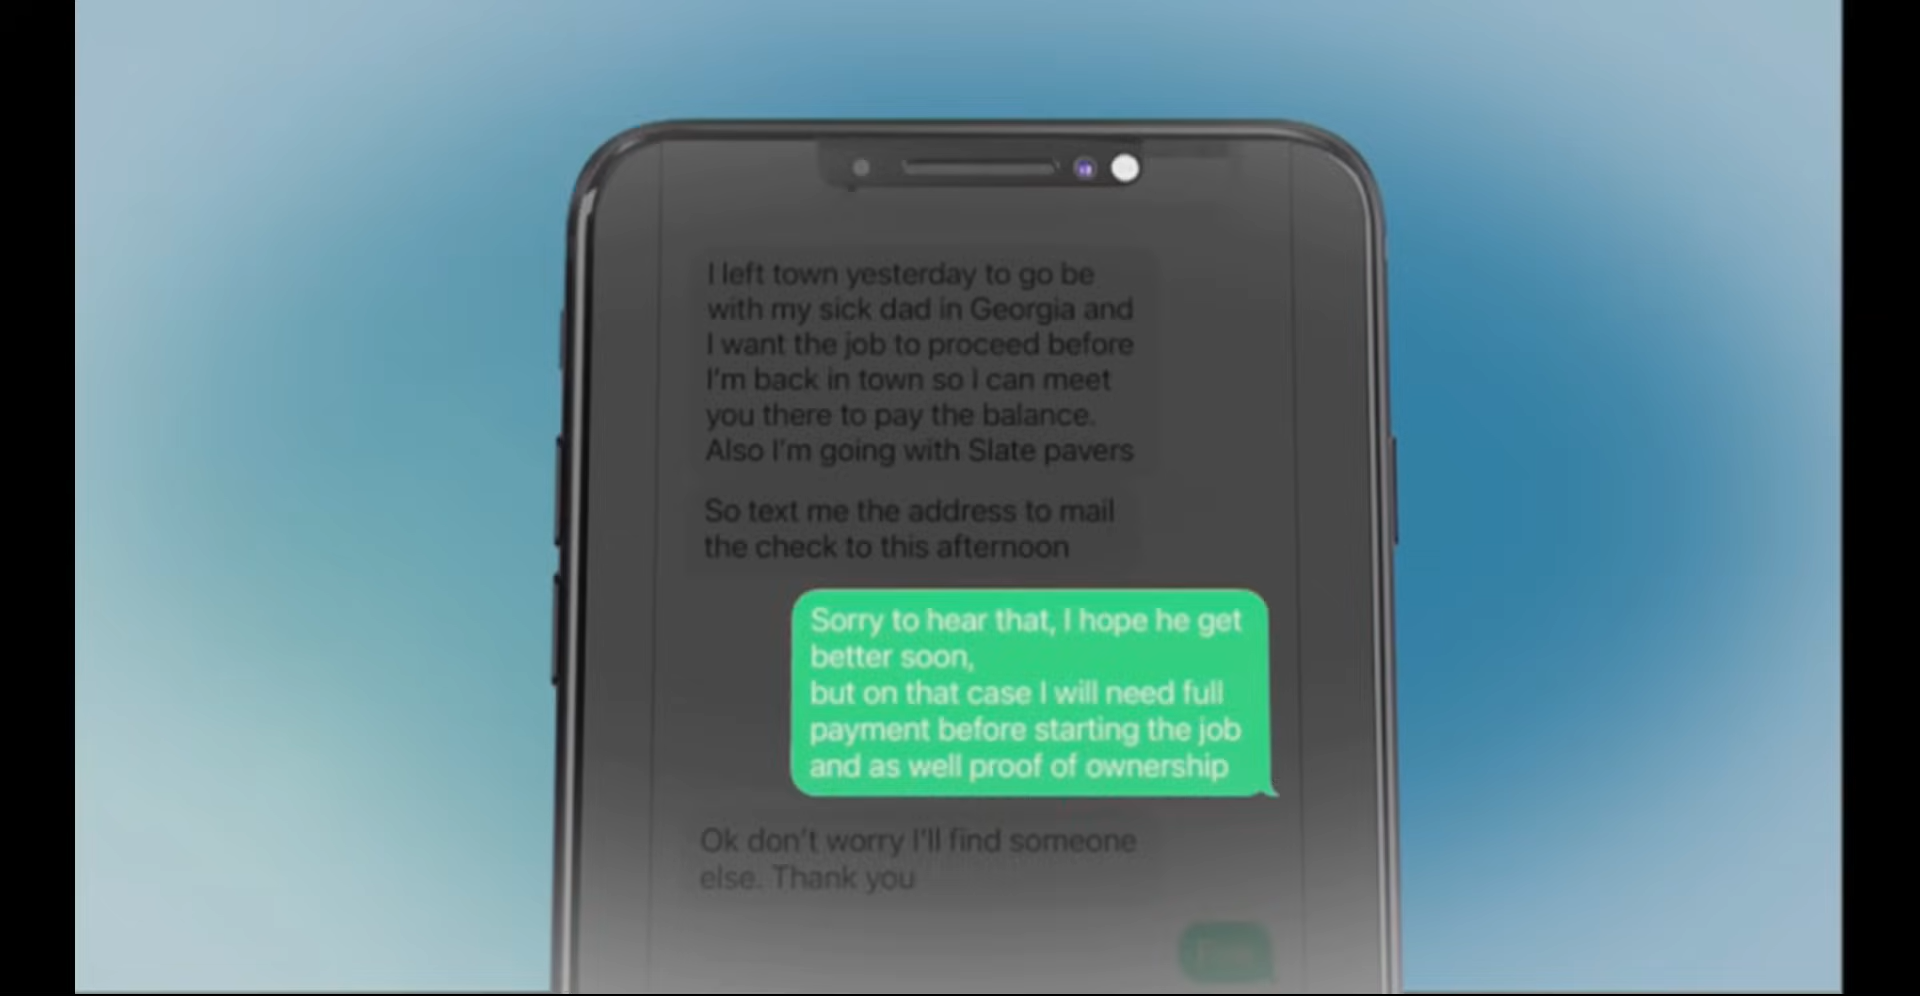 I left town yesterday to go be
with my sick dad in Georgia and
I want the job to proceed before
I'm back in town so I can meet
you there to pay the balance.
Also I'm going with Slate pavers
So text me the address to mail
the check to this afternoon
Sorry to hear that, I hope he get
better soon,
but on that case I will need full
payment before starting the job
and as well proof of ownership
Ok don't worry I'll find someone
else. Thank you